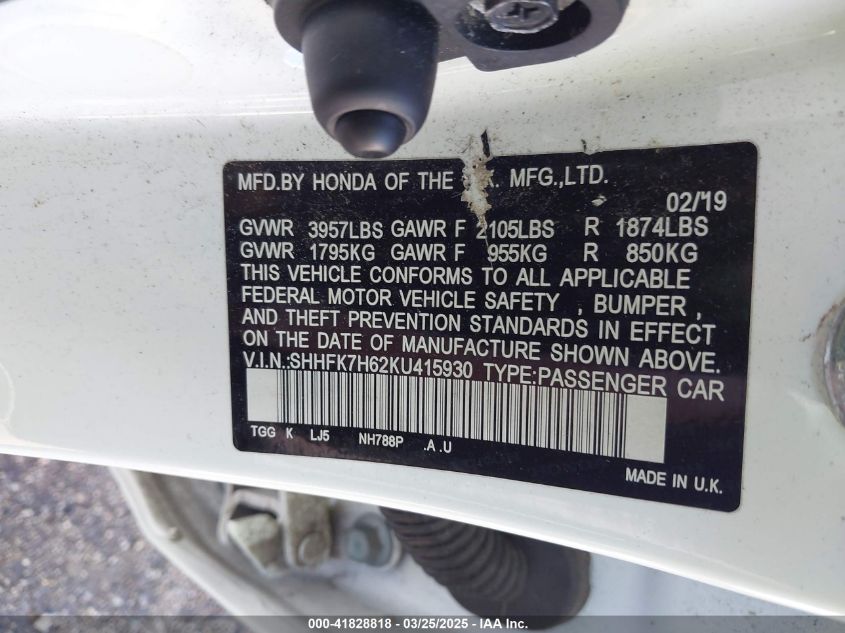 MFD.BY HONDA OF THE K. MFG.,LTD.
02/'19
GVWR 3957LBS GAWR F 2105LBS R 1874LBS
GVWR 1795KG GAWR F 955KG R 850KG
THIS VEHICLE CONFORMS TO ALL APPLICABLE
FEDERAL MOTOR VEHICLE SAFETY , BUMPER ,
AND THEFT PREVENTION STANDARDS IN EFFECT
ON THE DATE OF MANUFACTURE SHOWN ABOVE.
V.I.N.:SHHFK7H62KU415930 TYPE:PASSENGER CAR
TGG K LJ5 NH788P .A .U
MADE IN U.K.
000-41828818 - 03/25/2025 - IAA Inc.